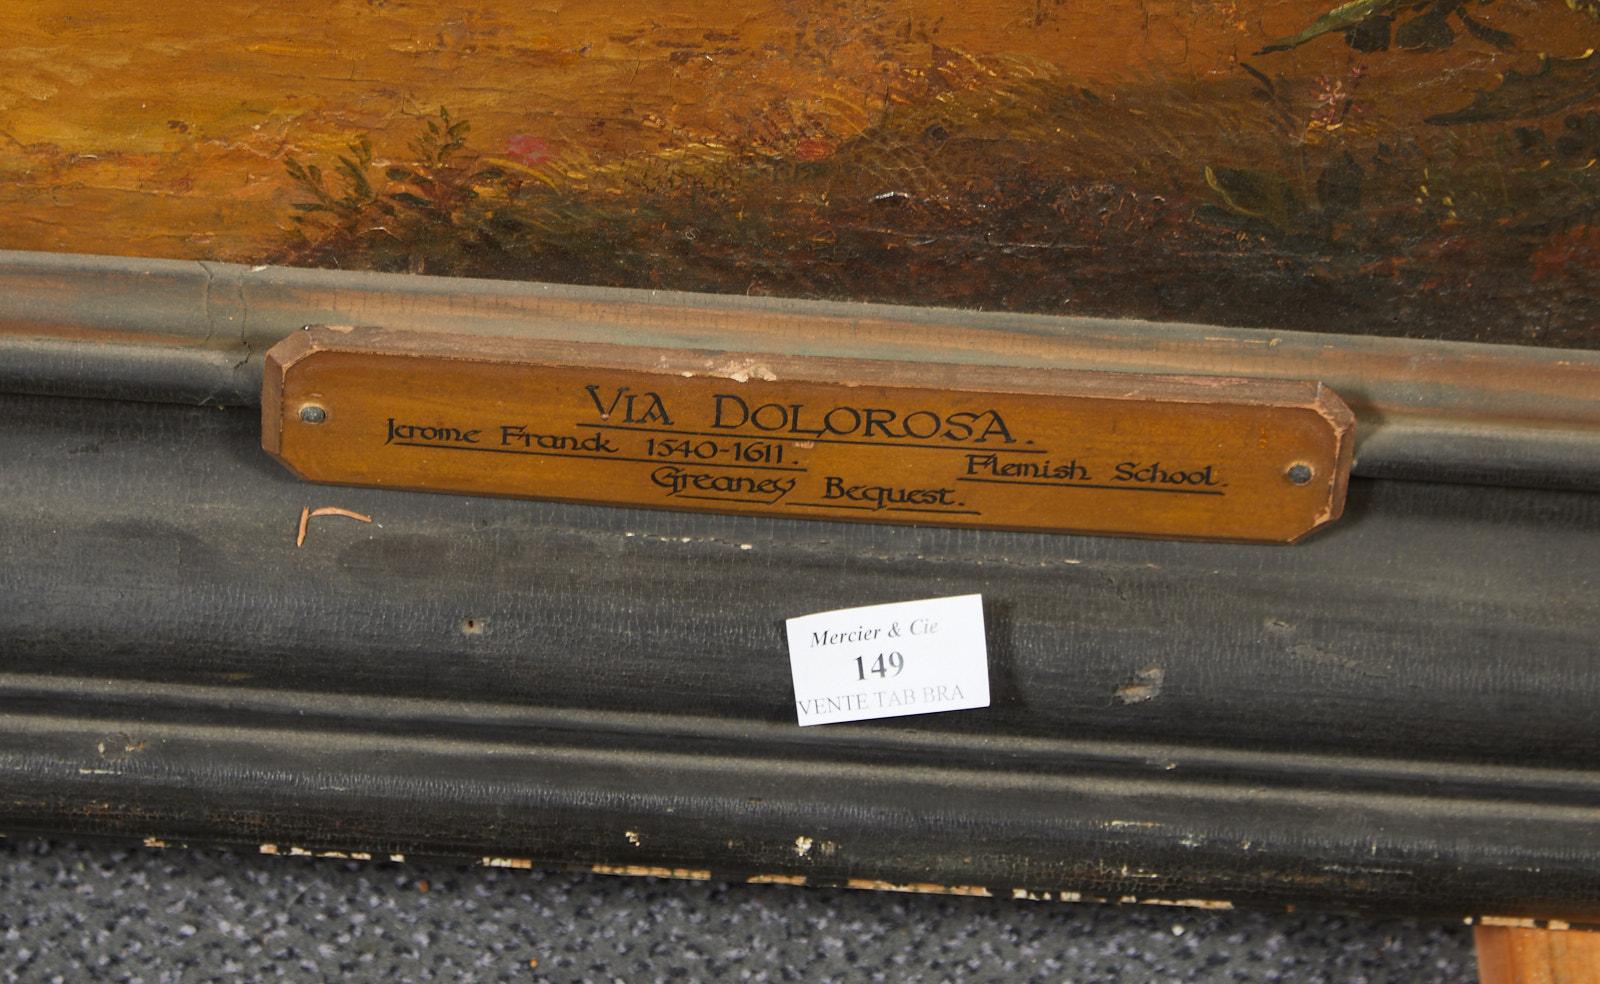 VIA DOLOROSA.
Jerome Franck 1540-1611. Flemish School.
Greaney Bequest.
Mercier & Cie
149
VENTE TAB BRA